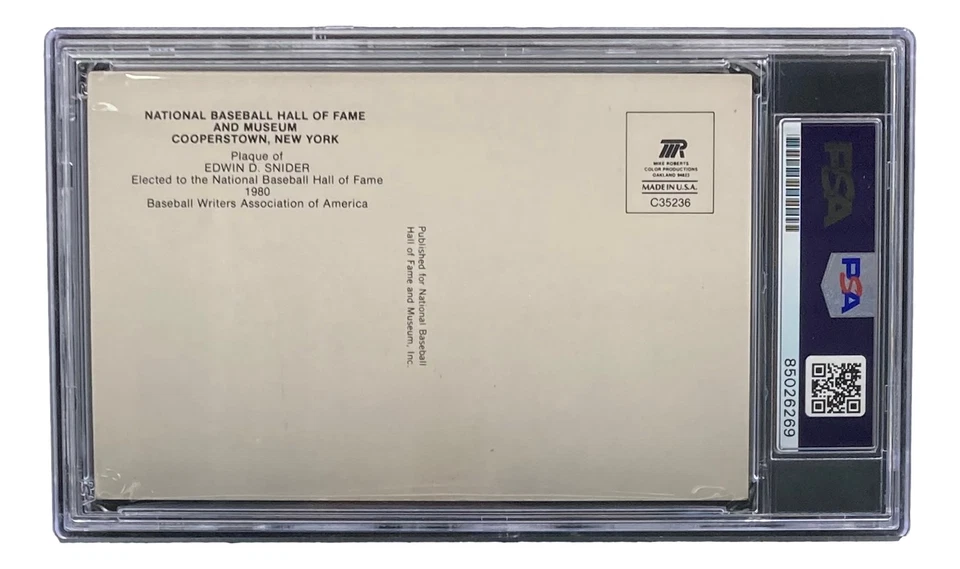 NATIONAL BASEBALL HALL OF FAME
AND MUSEUM
COOPERSTOWN, NEW YORK
Plaque of
EDWIN D. SNIDER
Elected to the National Baseball Hall of Fame
1980
Baseball Writers Association of America
Published for National Baseball
Hall of Fame and Museum, Inc.
MR
MIKE ROBERTS
COLOR PRODUCTIONS
OAKLAND 94623
MADE IN U.S.A.
C35236
PSA
PSA
85026269